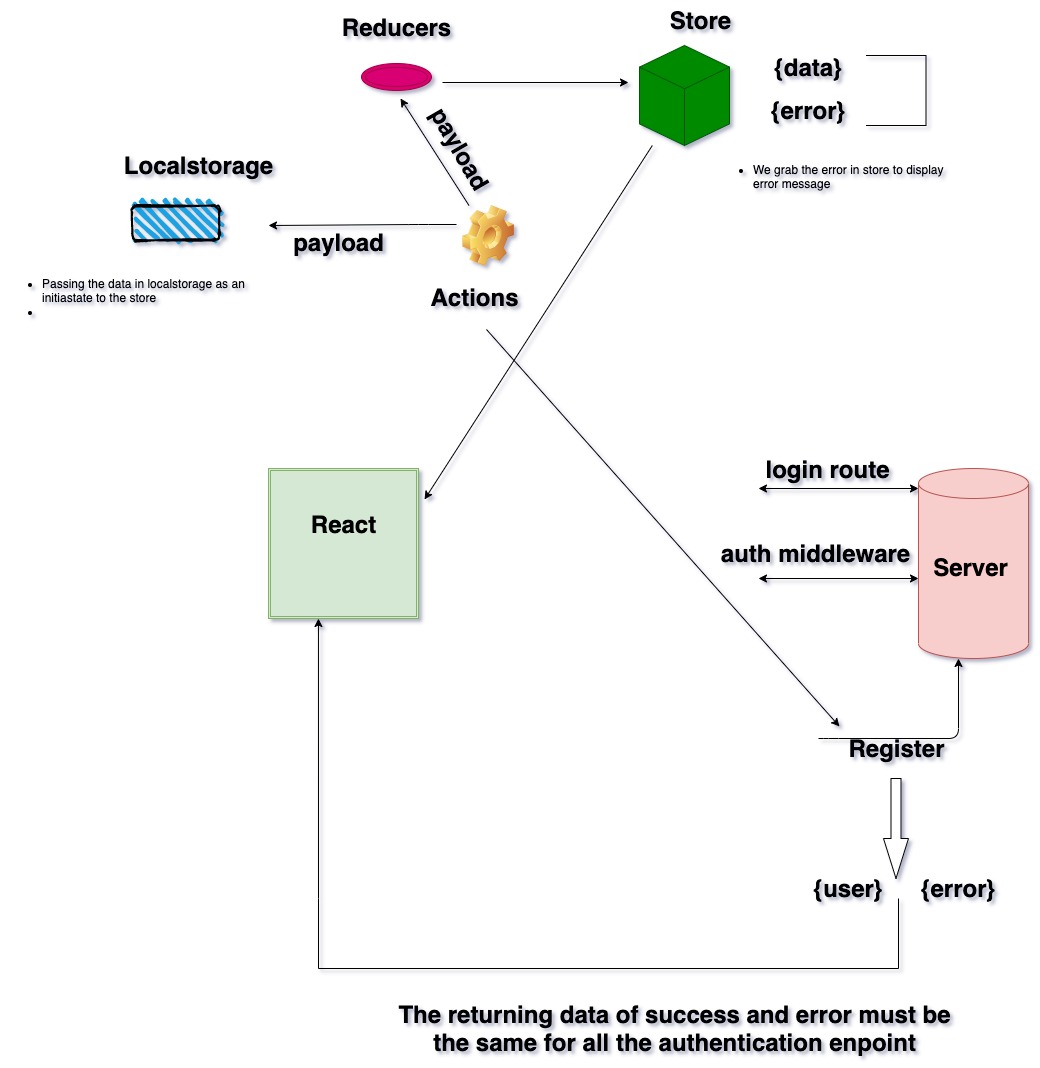 Reducers
Store
{data}
{error}
payload
We grab the error in store to display
error message
Localstorage
payload
Passing the data in localstorage as an
initiastate to the store
Actions
login route
React
auth middleware
Server
Register
{user}
{error}
The returning data of success and error must be
the same for all the authentication enpoint